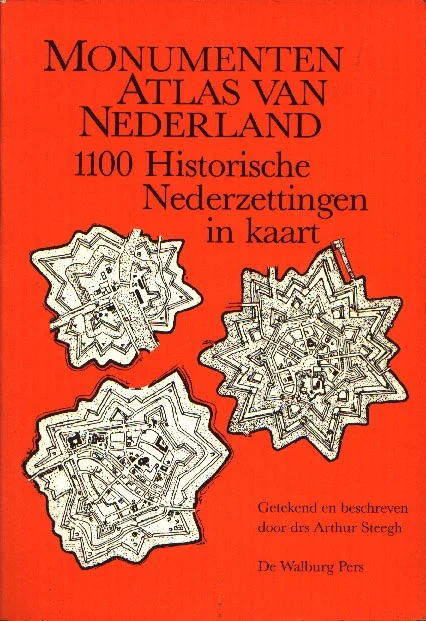 MONUMENTEN
ATLAS VAN
NEDERLAND
1100 Historische
Nederzettingen
in kaart
Getekend en beschreven
door drs Arthur Steegh
De Walburg Pers